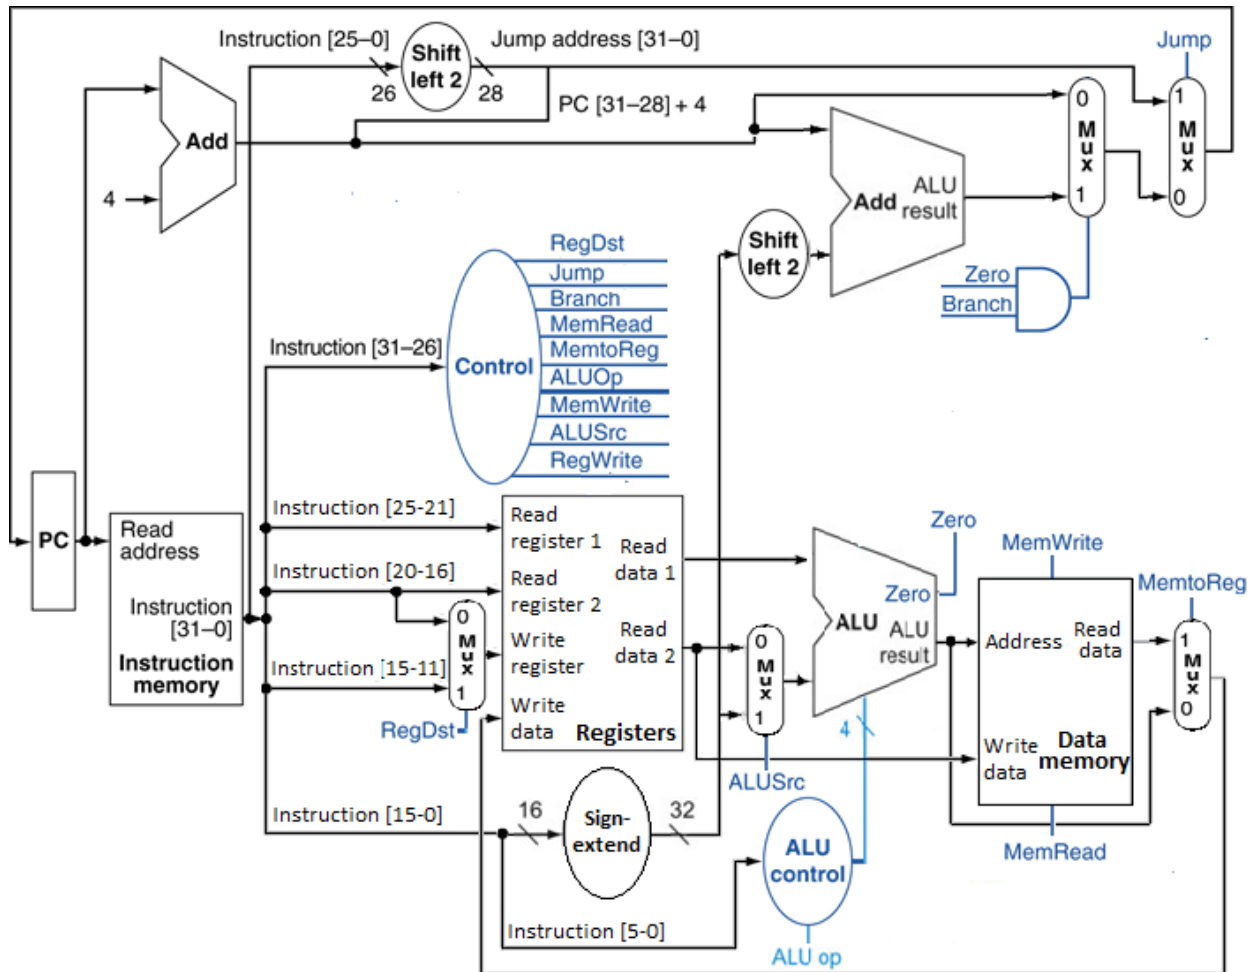 Instruction [25–0]
Shift
left 2
Jump address [31–0]
26
28
PC [31–28] + 4
Jump
Add
4
0
M
u
x
1
1
M
u
x
0
Add
ALU
result
Shift
left 2
Zero
Branch
RegDst
Jump
Branch
MemRead
MemtoReg
ALUOp
MemWrite
ALUSrc
RegWrite
Control
Instruction [31–26]
PC
Read
address
Instruction
[31–0]
Instruction
memory
Instruction [25-21]
Instruction [20-16]
Instruction [15-11]
Instruction [15-0]
0
M
u
x
1
RegDst
Read
register 1
Read
register 2
Write
register
Write
data
Read
data 1
Read
data 2
Registers
0
M
u
x
1
ALUSrc
Zero
Zero
ALU
ALU
result
4
MemWrite
Address
Read
data
Write
data
Data
memory
MemRead
MemtoReg
1
M
u
x
0
16
Sign-
extend
32
ALU
control
Instruction [5-0]
ALU op